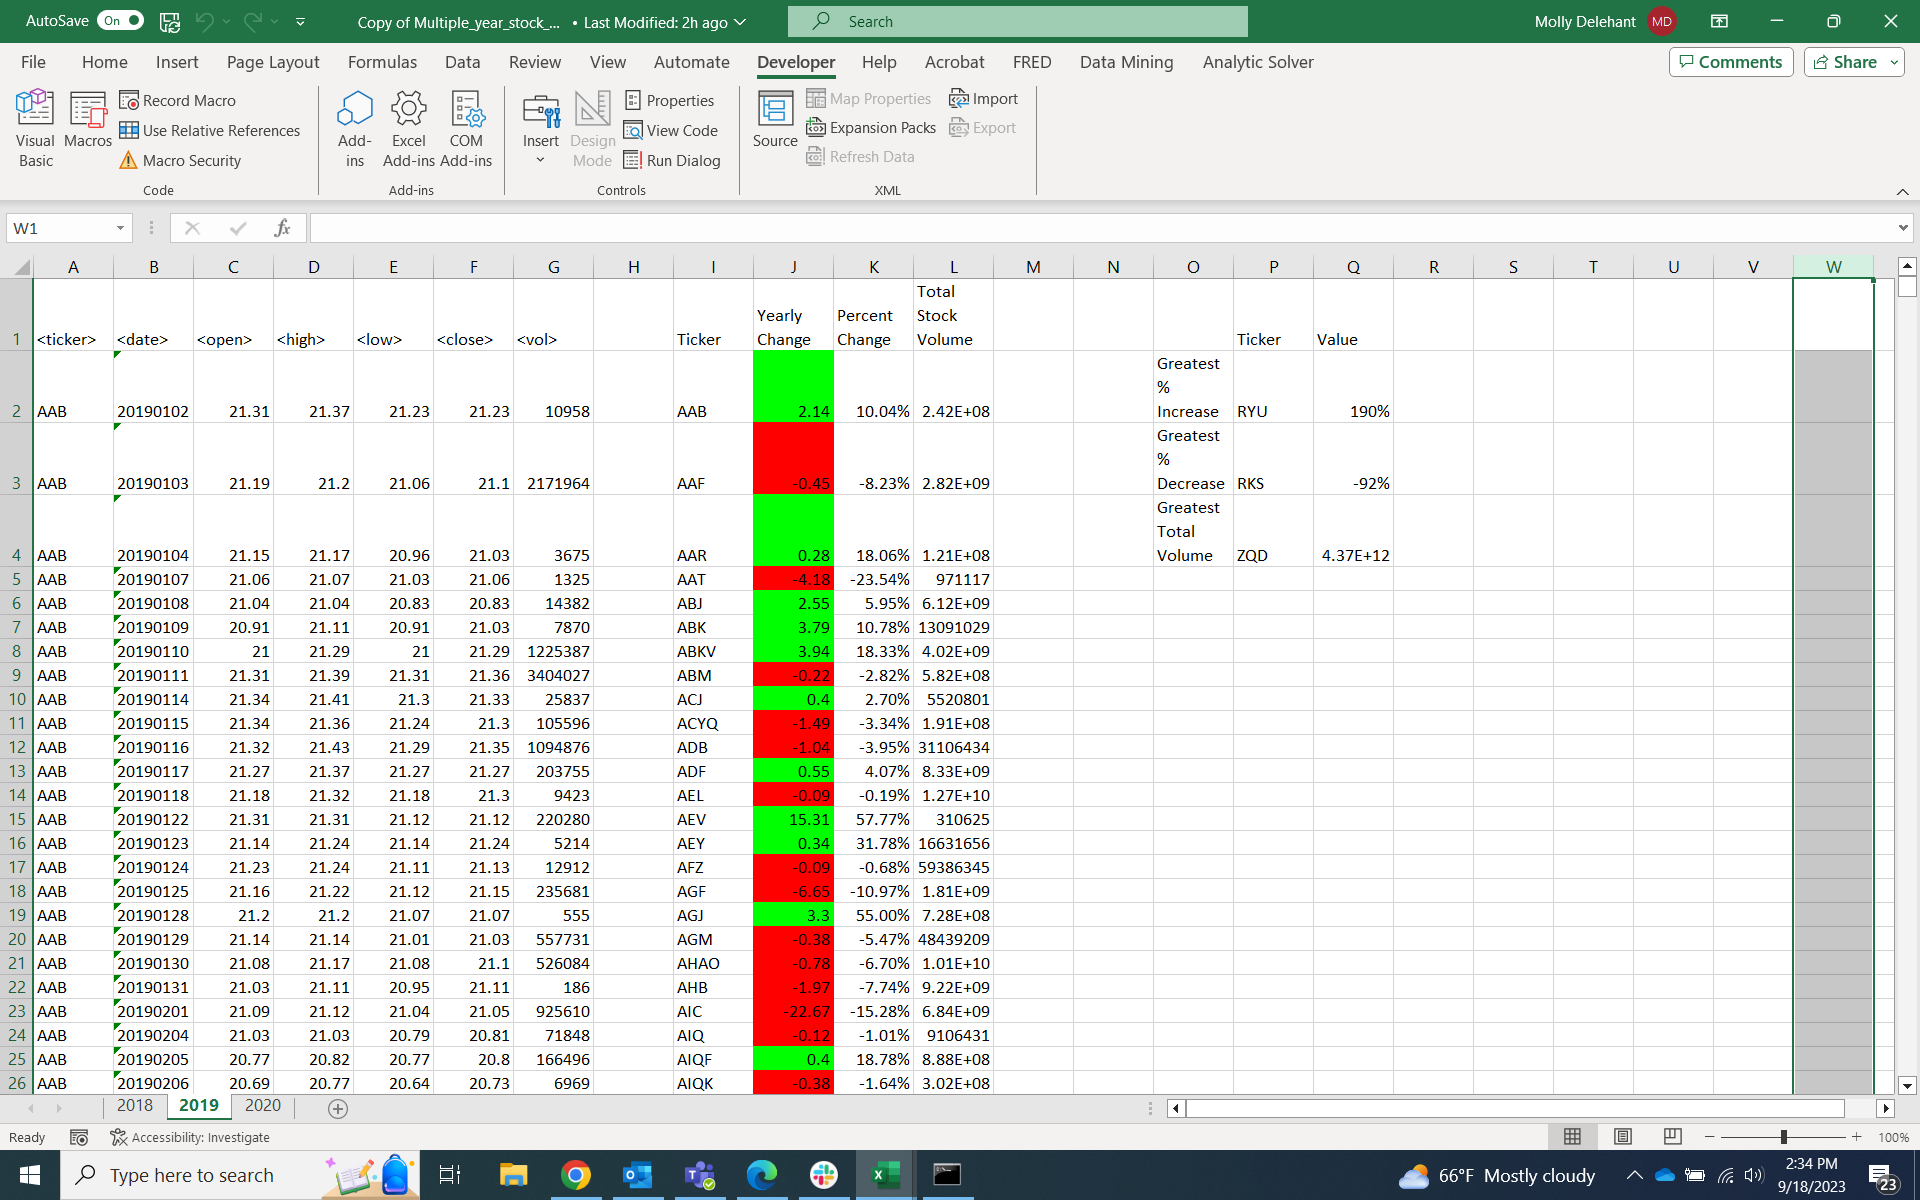 AutoSave On Copy of Multiple_year_stock_... • Last Modified: 2h ago Search Molly Delehant MD
File Home Insert Page Layout Formulas Data Review View Automate Developer Help Acrobat FRED Data Mining Analytic Solver Comments Share
Visual Basic
Macros
Record Macro
Use Relative References
Macro Security
Code
Add-ins
Excel Add-ins
COM Add-ins
Add-ins
Insert
Design Mode
Properties
View Code
Run Dialog
Controls
Source
Map Properties
Expansion Packs
Refresh Data
Import
Export
XML
W1 fx
A B C D E F G H I J K L M N O P Q R S T U V W
1 <ticker> <date> <open> <high> <low> <close> <vol> Ticker Yearly Change Percent Change Total Stock Volume Ticker Value
2 AAB 20190102 21.31 21.37 21.23 21.23 10958 AAB 2.14 10.04% 2.42E+08 Greatest % Increase RYU 190%
3 AAB 20190103 21.19 21.2 21.06 21.1 2171964 AAF -0.45 -8.23% 2.82E+09 Greatest % Decrease RKS -92%
4 AAB 20190104 21.15 21.17 20.96 21.03 3675 AAR 0.28 18.06% 1.21E+08 Greatest Total Volume ZQD 4.37E+12
5 AAB 20190107 21.06 21.07 21.03 21.06 1325 AAT -4.18 -23.54% 971117
6 AAB 20190108 21.04 21.04 20.83 20.83 14382 ABJ 2.55 5.95% 6.12E+09
7 AAB 20190109 20.91 21.11 20.91 21.03 7870 ABK 3.79 10.78% 13091029
8 AAB 20190110 21 21.29 21 21.29 1225387 ABKV 3.94 18.33% 4.02E+09
9 AAB 20190111 21.31 21.39 21.31 21.36 3404027 ABM -0.22 -2.82% 5.82E+08
10 AAB 20190114 21.34 21.41 21.3 21.33 25837 ACJ 0.4 2.70% 5520801
11 AAB 20190115 21.34 21.36 21.24 21.3 105596 ACYQ -1.49 -3.34% 1.91E+08
12 AAB 20190116 21.32 21.43 21.29 21.35 1094876 ADB -1.04 -3.95% 31106434
13 AAB 20190117 21.27 21.37 21.27 21.27 203755 ADF 0.55 4.07% 8.33E+09
14 AAB 20190118 21.18 21.32 21.18 21.3 9423 AEL -0.09 -0.19% 1.27E+10
15 AAB 20190122 21.31 21.31 21.12 21.12 220280 AEV 15.31 57.77% 310625
16 AAB 20190123 21.14 21.24 21.14 21.24 5214 AEY 0.34 31.78% 16631656
17 AAB 20190124 21.23 21.24 21.11 21.13 12912 AFZ -0.09 -0.68% 59386345
18 AAB 20190125 21.16 21.22 21.12 21.15 235681 AGF -6.65 -10.97% 1.81E+09
19 AAB 20190128 21.2 21.2 21.07 21.07 555 AGJ 3.3 55.00% 7.28E+08
20 AAB 20190129 21.14 21.14 21.01 21.03 557731 AGM -0.38 -5.47% 48439209
21 AAB 20190130 21.08 21.17 21.08 21.1 526084 AHAO -0.78 -6.70% 1.01E+10
22 AAB 20190131 21.03 21.11 20.95 21.11 186 AHB -1.97 -7.74% 9.22E+09
23 AAB 20190201 21.09 21.12 21.04 21.05 925610 AIC -22.67 -15.28% 6.84E+09
24 AAB 20190204 21.03 21.03 20.79 20.81 71848 AIQ -0.12 -1.01% 9106431
25 AAB 20190205 20.77 20.82 20.77 20.8 166496 AIQF 0.4 18.78% 8.88E+08
26 AAB 20190206 20.69 20.77 20.64 20.73 6969 AIQK -0.38 -1.64% 3.02E+08
2018 2019 2020
Ready Accessibility: Investigate 100%
Type here to search 66°F Mostly cloudy 2:34 PM
9/18/2023 23